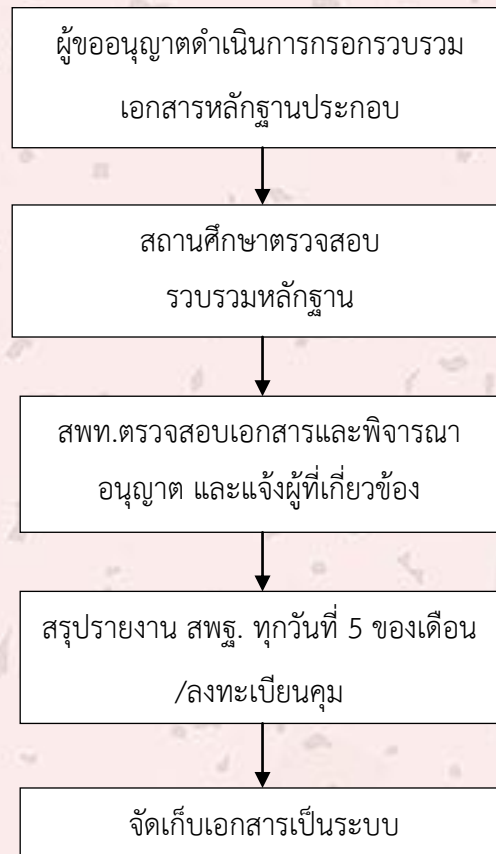 ผู้ขออนุญาตดำเนินการกรอกรวบรวม
เอกสารหลักฐานประกอบ
สถานศึกษาตรวจสอบ
รวบรวมหลักฐาน
สพท.ตรวจสอบเอกสารและพิจารณา
อนุญาต และแจ้งผู้ที่เกี่ยวข้อง
สรุปรายงาน สพฐ. ทุกวันที่ 5 ของเดือน
/ลงทะเบียนคุม
จัดเก็บเอกสารเป็นระบบ